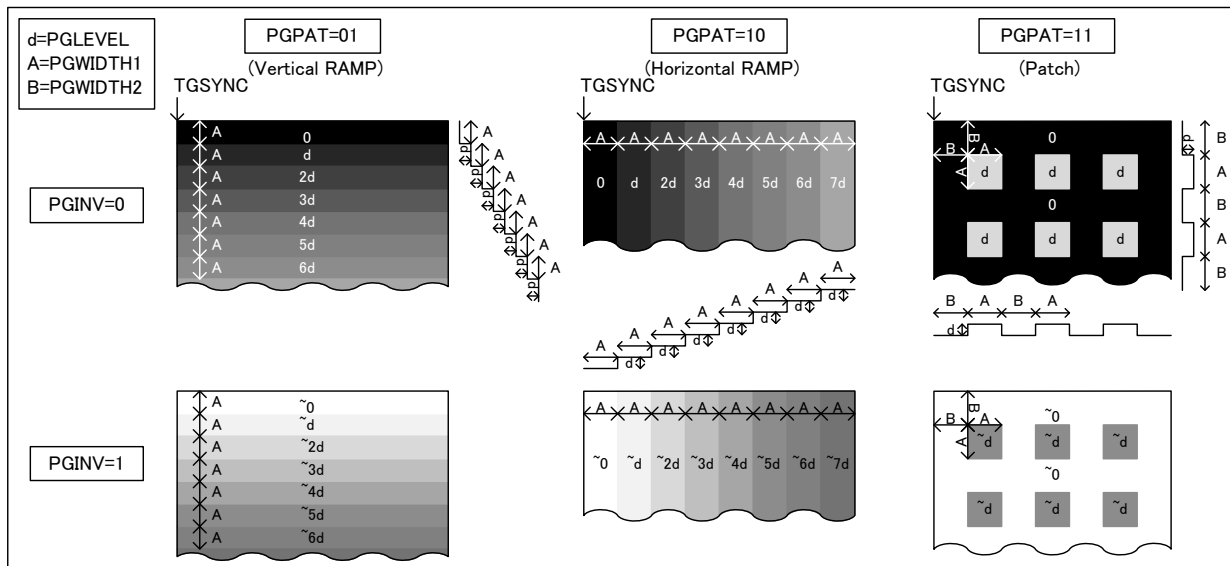 d=PGLEVEL
A=PGWIDTH1
B=PGWIDTH2
PGPAT=01
(Vertical RAMP)
PGPAT=10
(Horizontal RAMP)
PGPAT=11
(Patch)
TGSYNC
TGSYNC
TGSYNC
PGINV=0
A 0
A d
A 2d
A 3d
A 4d
A 5d
A 6d
A
d
A
d
A
d
A
d
A
d
A
d
A
d
A A A A A A A A
0 d 2d 3d 4d 5d 6d 7d
A A A A A A A A
d d d d d d d
B 0
B A
A d d d
0
d d d
d B
A
B
A
B
B A B A
d
PGINV=1
A ~0
A ~d
A ~2d
A ~3d
A ~4d
A ~5d
A ~6d
A A A A A A A A
~0 ~d ~2d ~3d ~4d ~5d ~6d ~7d
B ~0
B A
A ~d ~d ~d
~0
~d ~d ~d